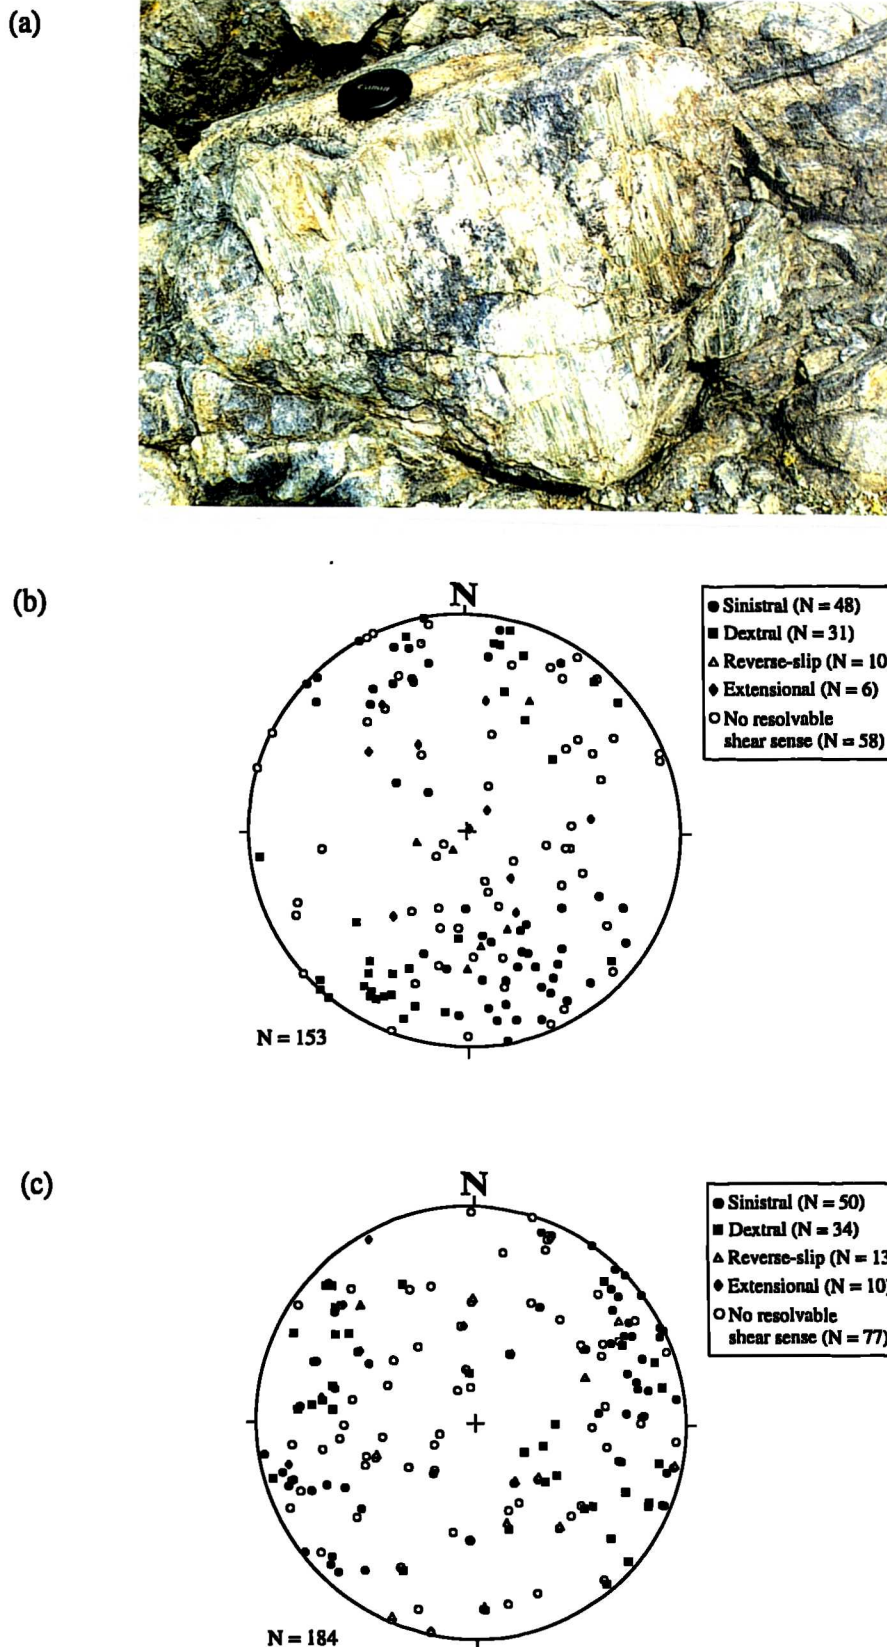 (a)
Canon
(b)
N
● Sinistral (N = 48)
■ Dextral (N = 31)
△ Reverse-slip (N = 10
♦ Extensional (N = 6)
○ No resolvable
shear sense (N = 58)
N = 153
(c)
N
● Sinistral (N = 50)
■ Dextral (N = 34)
△ Reverse-slip (N = 13
♦ Extensional (N = 10)
○ No resolvable
shear sense (N = 77)
N = 184